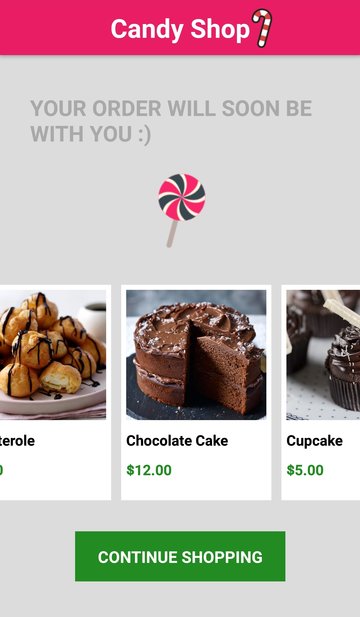 Candy Shop
YOUR ORDER WILL SOON BE
WITH YOU :)
terole
Chocolate Cake
Cupcake
0
$12.00
$5.00
CONTINUE SHOPPING